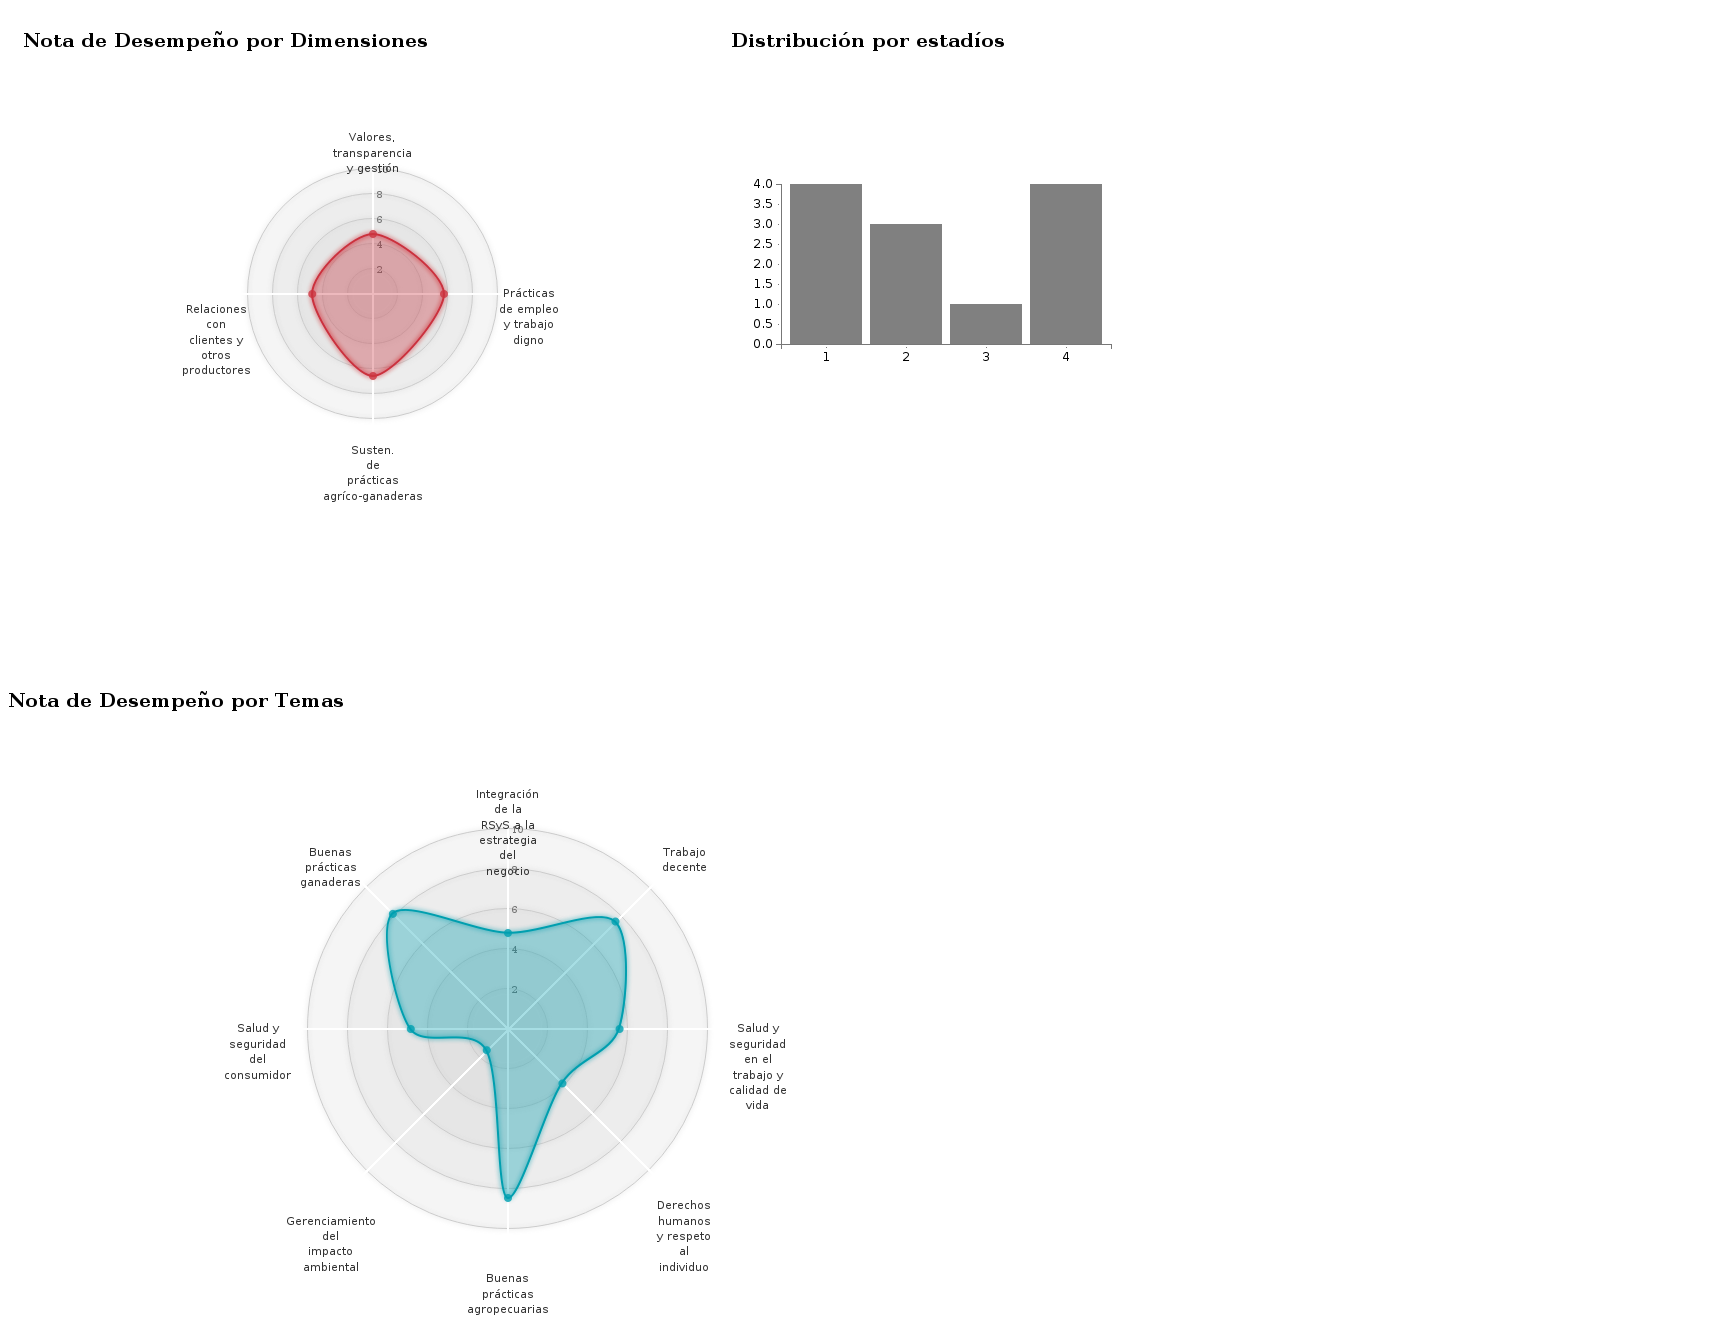 Nota de Desempeño por Dimensiones
Valores,
transparencia
y gestión
10
8
6
4
2
Prácticas
de empleo
y trabajo
digno
Relaciones
con
clientes y
otros
productores
Susten.
de
prácticas
agríco-ganaderas
Distribución por estadíos
4.0
3.5
3.0
2.5
2.0
1.5
1.0
0.5
0.0
1 2 3 4
Nota de Desempeño por Temas
Integración
de la
RSyS a la
estrategia
del
negocio
10
8
6
4
2
Trabajo
decente
Salud y
seguridad
en el
trabajo y
calidad de
vida
Derechos
humanos
y respeto
al
individuo
Buenas
prácticas
agropecuarias
Gerenciamiento
del
impacto
ambiental
Salud y
seguridad
del
consumidor
Buenas
prácticas
ganaderas